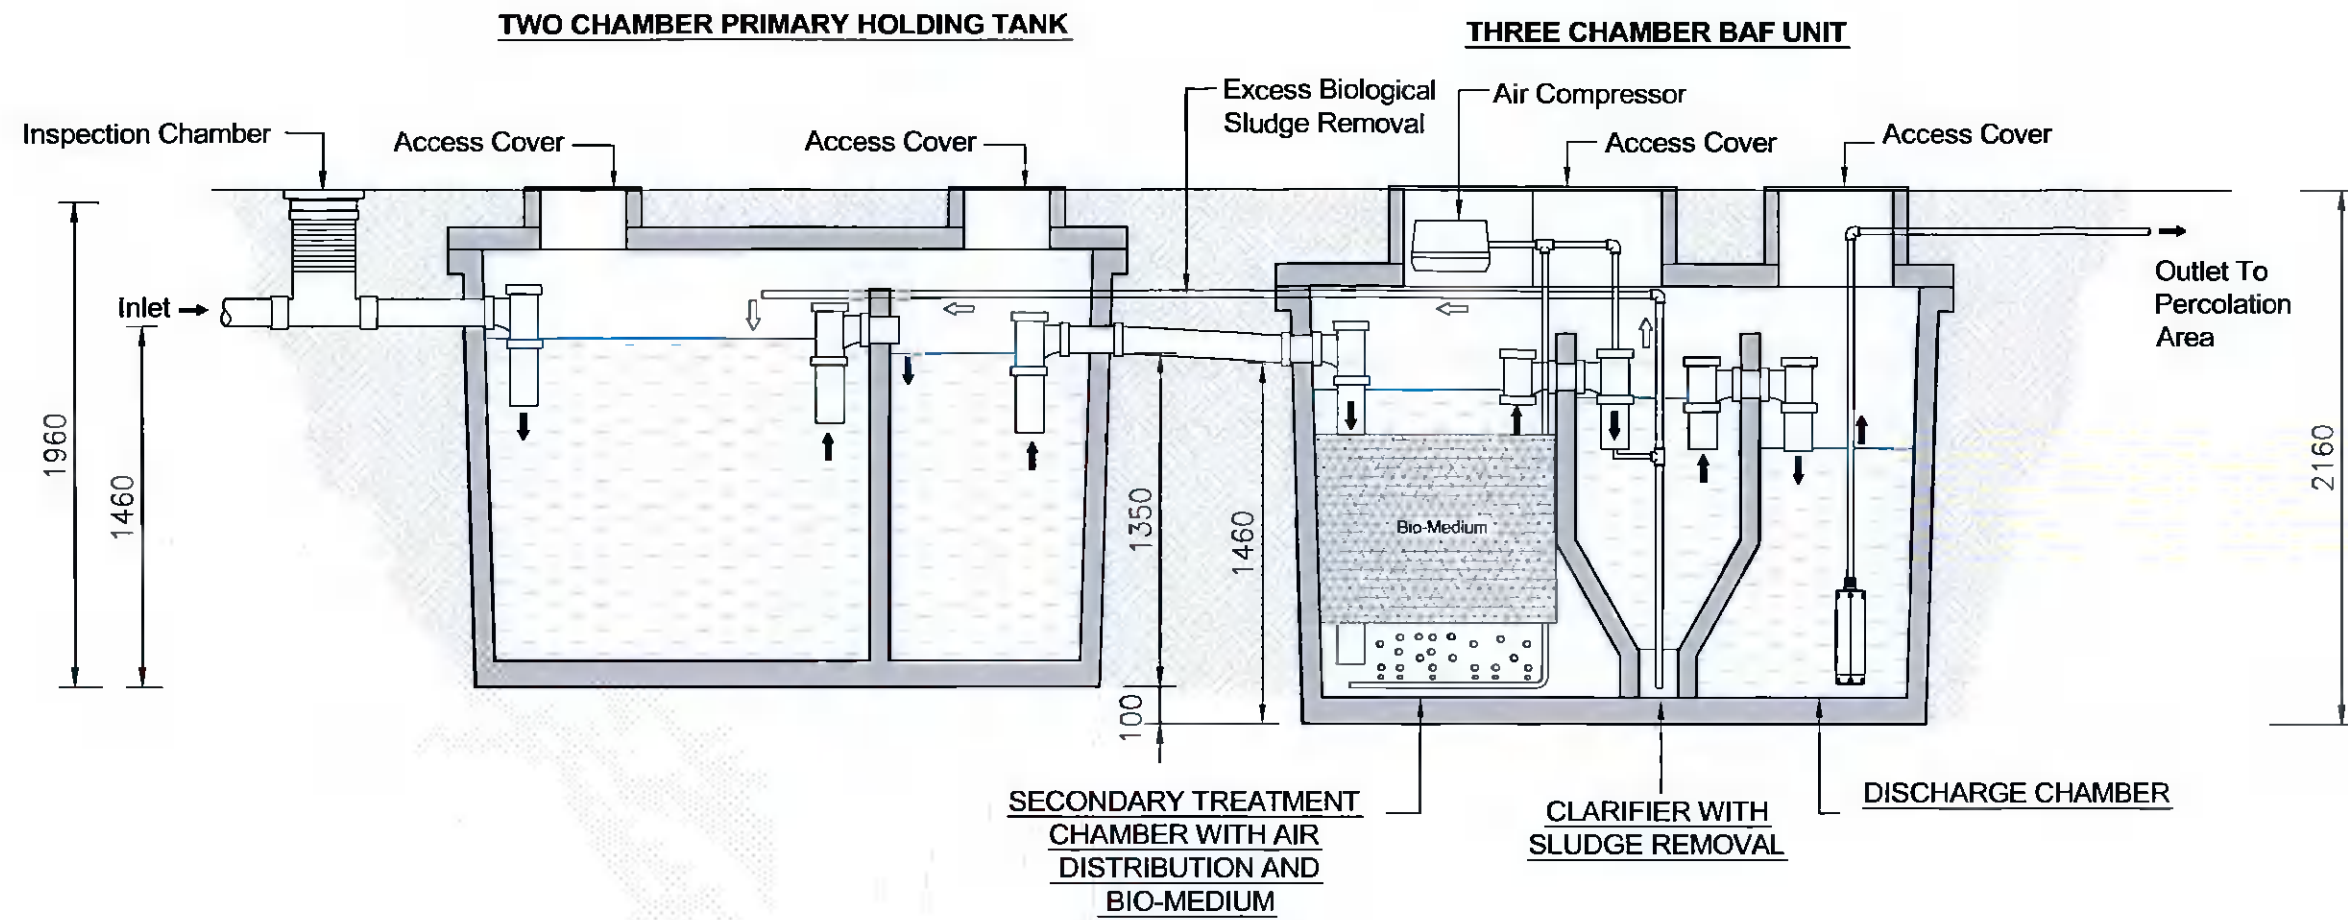 TWO CHAMBER PRIMARY HOLDING TANK
THREE CHAMBER BAF UNIT
Inspection Chamber
Access Cover
Access Cover
Excess Biological
Sludge Removal
Air Compressor
Access Cover
Access Cover
Inlet
Outlet To
Percolation
Area
1960
1460
1350
1460
100
2160
Bio-Medium
SECONDARY TREATMENT
CHAMBER WITH AIR
DISTRIBUTION AND
BIO-MEDIUM
CLARIFIER WITH
SLUDGE REMOVAL
DISCHARGE CHAMBER